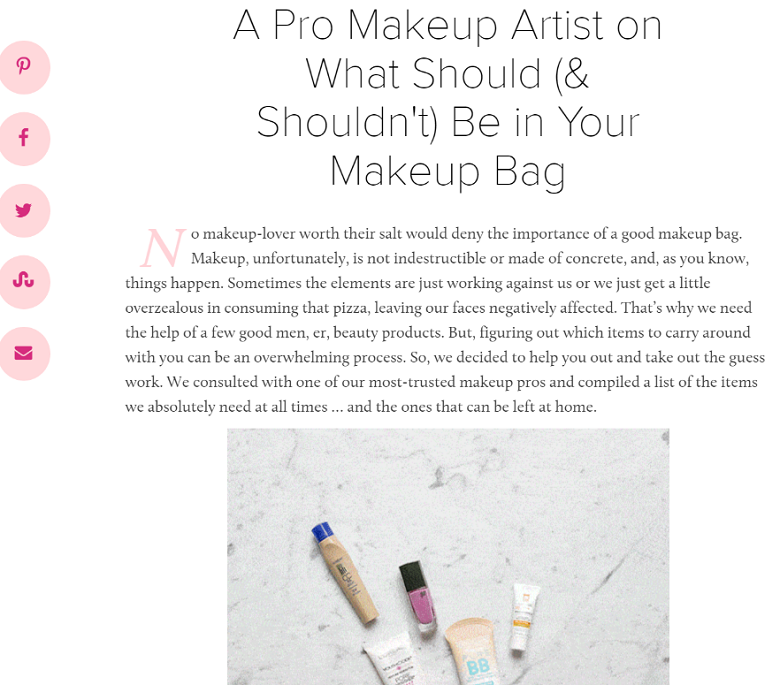 A Pro Makeup Artist on
What Should (&
Shouldn't) Be in Your
Makeup Bag
No makeup-lover worth their salt would deny the importance of a good makeup bag.
Makeup, unfortunately, is not indestructible or made of concrete, and, as you know,
things happen. Sometimes the elements are just working against us or we just get a little
overzealous in consuming that pizza, leaving our faces negatively affected. That's why we need
the help of a few good men, er, beauty products. But, figuring out which items to carry around
with you can be an overwhelming process. So, we decided to help you out and take out the guess
work. We consulted with one of our most-trusted makeup pros and compiled a list of the items
we absolutely need at all times ... and the ones that can be left at home.
BB